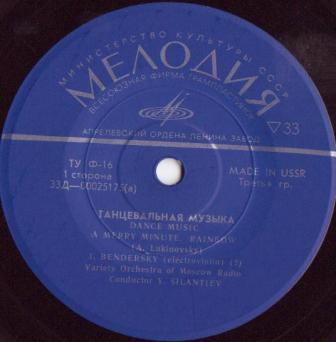 МИНИСТЕРСТВО КУЛЬТУРЫ СССР
МЕЛОДИЯ
ВСЕСОЮЗНАЯ ФИРМА ГРАМПЛАСТИНОК
АПРЕЛЕВСКИЙ ОРДЕНА ЛЕНИНА ЗАВОД
33
ТУ Ф-16
1 сторона
33Д—00025175(а)
MADE IN USSR
Третья гр.
ТАНЦЕВАЛЬНАЯ МУЗЫКА
DANCE MUSIC
A MERRY MINUTE, RAINBOW
(A. Lukinovsky)
I. BENDERSKY (electroviolin) (2)
Variety Orchestra of Moscow Radio
Conductor Y. SILANTIEV